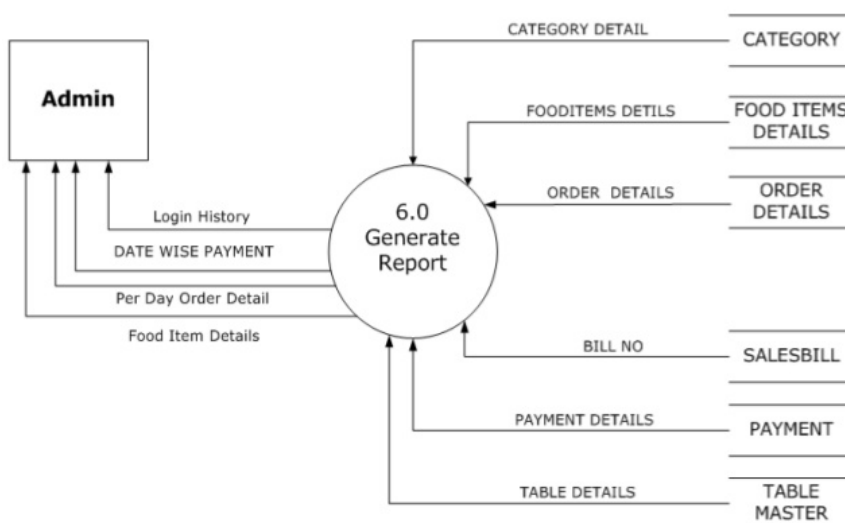 CATEGORY DETAIL
CATEGORY
Admin
FOODITEMS DETILS
FOOD ITEMS
DETAILS
ORDER DETAILS
ORDER
DETAILS
6.0
Generate
Report
Login History
DATE WISE PAYMENT
Per Day Order Detail
Food Item Details
BILL NO
SALESBILL
PAYMENT DETAILS
PAYMENT
TABLE DETAILS
TABLE
MASTER